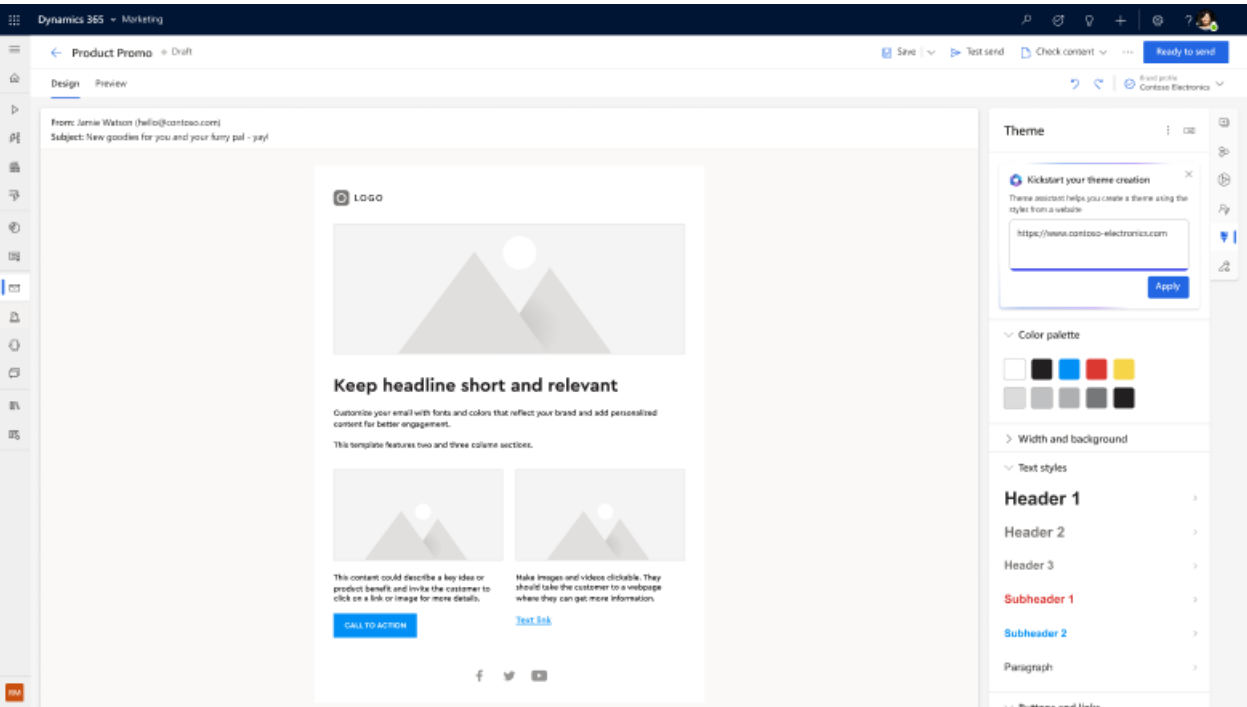 Dynamics 365 Marketing
?
Product Promo Draft
Save Test send Check content ... Ready to send
Design Preview
Brand profile
Contoso Electronics
From: Jamie Watson (hello@contoso.com)
Subject: New goodies for you and your furry pal - yay!
LOGO
Keep headline short and relevant
Customize your email with fonts and colors that reflect your brand and add personalized
content for better engagement.
This template features two and three column sections.
This content could describe a key idea or
product benefit and invite the customer to
click on a link or image for more details.
CALL TO ACTION
Make images and videos clickable. They
should take the customer to a webpage
where they can get more information.
Text link
Theme
Kickstart your theme creation
Theme assistant helps you create a theme using the
styles from a website
https://www.contoso-electronics.com
Apply
Color palette
Width and background
Text styles
Header 1
Header 2
Header 3
Subheader 1
Subheader 2
Paragraph
Buttons and links
RM